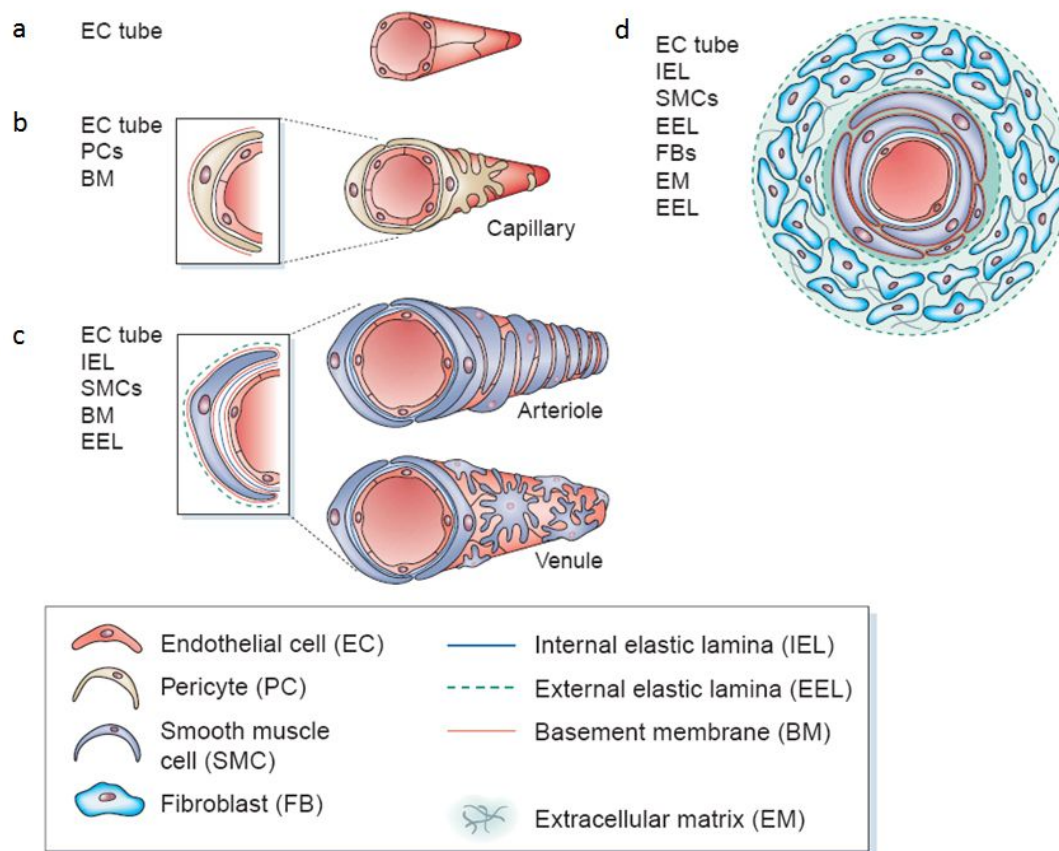 a
EC tube
b
EC tube
PCs
BM
Capillary
c
EC tube
IEL
SMCs
BM
EEL
Arteriole
Venule
d
EC tube
IEL
SMCs
EEL
FBs
EM
EEL
Endothelial cell (EC)
Pericyte (PC)
Smooth muscle
cell (SMC)
Fibroblast (FB)
Internal elastic lamina (IEL)
External elastic lamina (EEL)
Basement membrane (BM)
Extracellular matrix (EM)